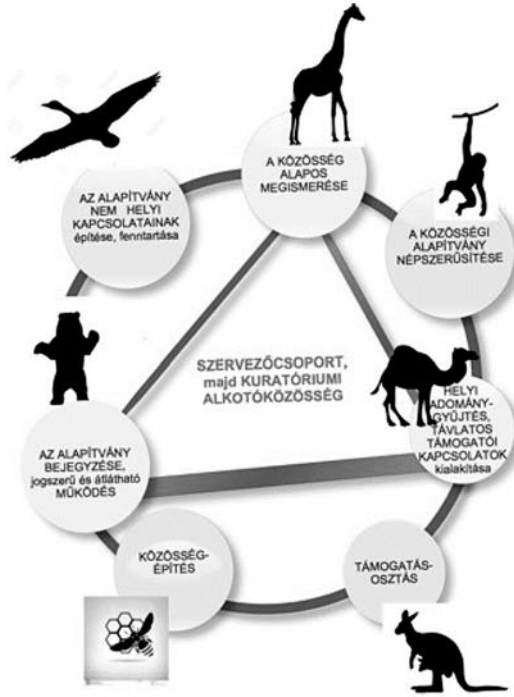 A KÖZÖSSÉG
ALAPOS
MEGISMERÉSE
AZ ALAPÍTVÁNY
NEM HELYI
KAPCSOLATAINAK
építése, fenntartása
A KÖZÖSSÉGI
ALAPÍTVÁNY
NÉPSZERŰSÍTÉSE
SZERVEZŐCSOPORT,
majd KURATÓRIUMI
ALKOTÓKÖZÖSSÉG
HELYI
ADOMÁNY-
GYŰJTÉS,
TÁVLATOS
TÁMOGATÓI
KAPCSOLATOK
kialakítása
AZ ALAPÍTVÁNY
BEJEGYZÉSE,
jogszerű és átlátható
MŰKÖDÉS
KÖZÖSSÉG-
ÉPÍTÉS
TÁMOGATÁS-
OSZTÁS